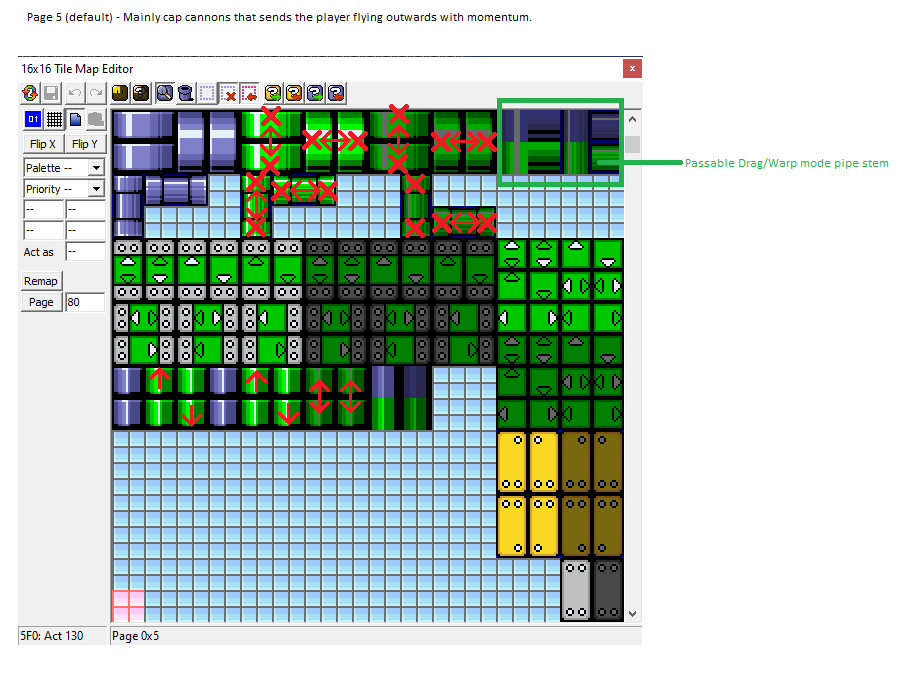 Page 5 (default) - Mainly cap cannons that sends the player flying outwards with momentum.
16x16 Tile Map Editor
x
01
Flip X Flip Y
Palette --
Priority --
-- --
-- --
Act as --
Remap
Page 80
Passable Drag/Warp mode pipe stem
5F0: Act 130 Page 0x5